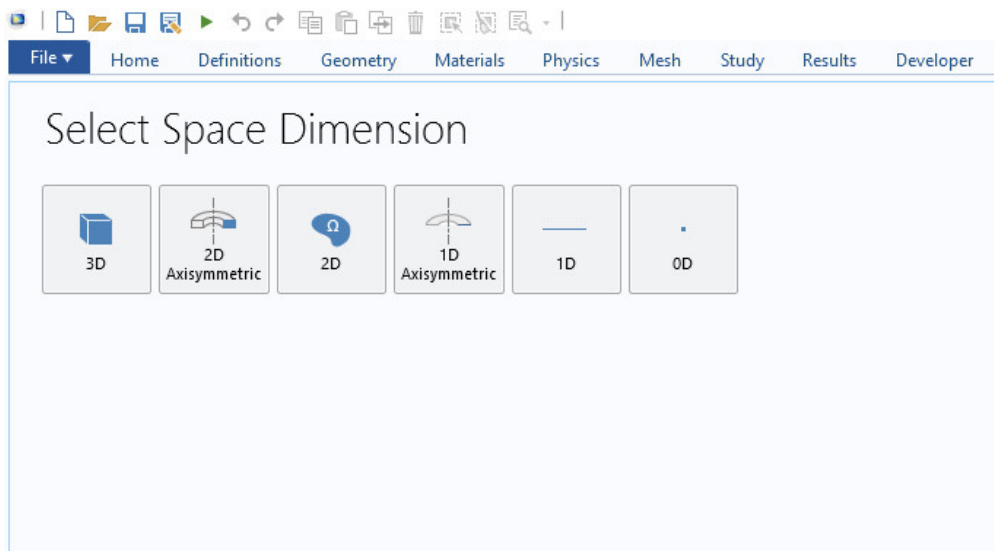 File ▾ Home Definitions Geometry Materials Physics Mesh Study Results Developer
Select Space Dimension
3D
2D
Axisymmetric
Ω
2D
1D
Axisymmetric
1D
0D